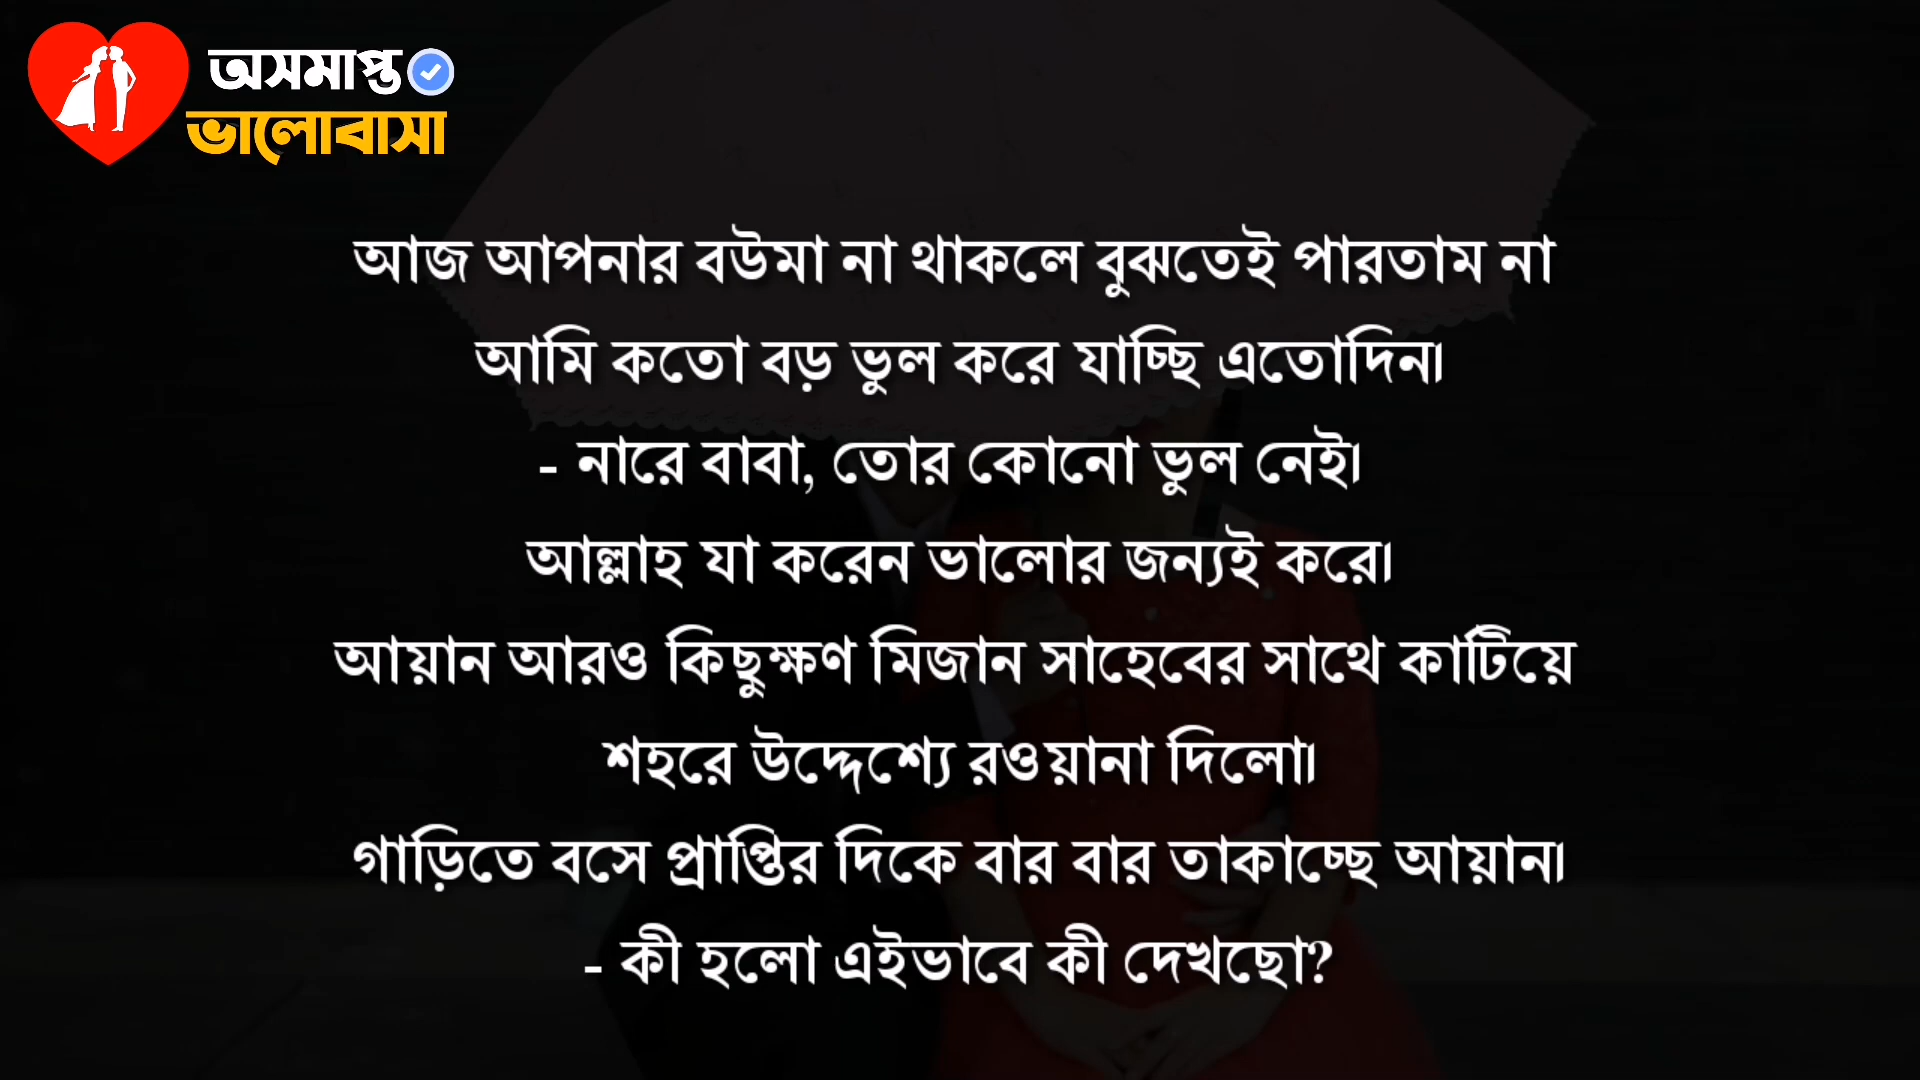 অসমাপ্ত
ভালোবাসা
আজ আপনার বউমা না থাকলে বুঝতেই পারতাম না
আমি কতো বড় ভুল করে যাচ্ছি এতোদিন।
- নারে বাবা, তোর কোনো ভুল নেই।
আল্লাহ যা করেন ভালোর জন্যই করে।
আয়ান আরও কিছুক্ষণ মিজান সাহেবের সাথে কাটিয়ে
শহরে উদ্দেশ্যে রওয়ানা দিলো।
গাড়িতে বসে প্রাপ্তির দিকে বার বার তাকাচ্ছে আয়ান।
- কী হলো এইভাবে কী দেখছো?